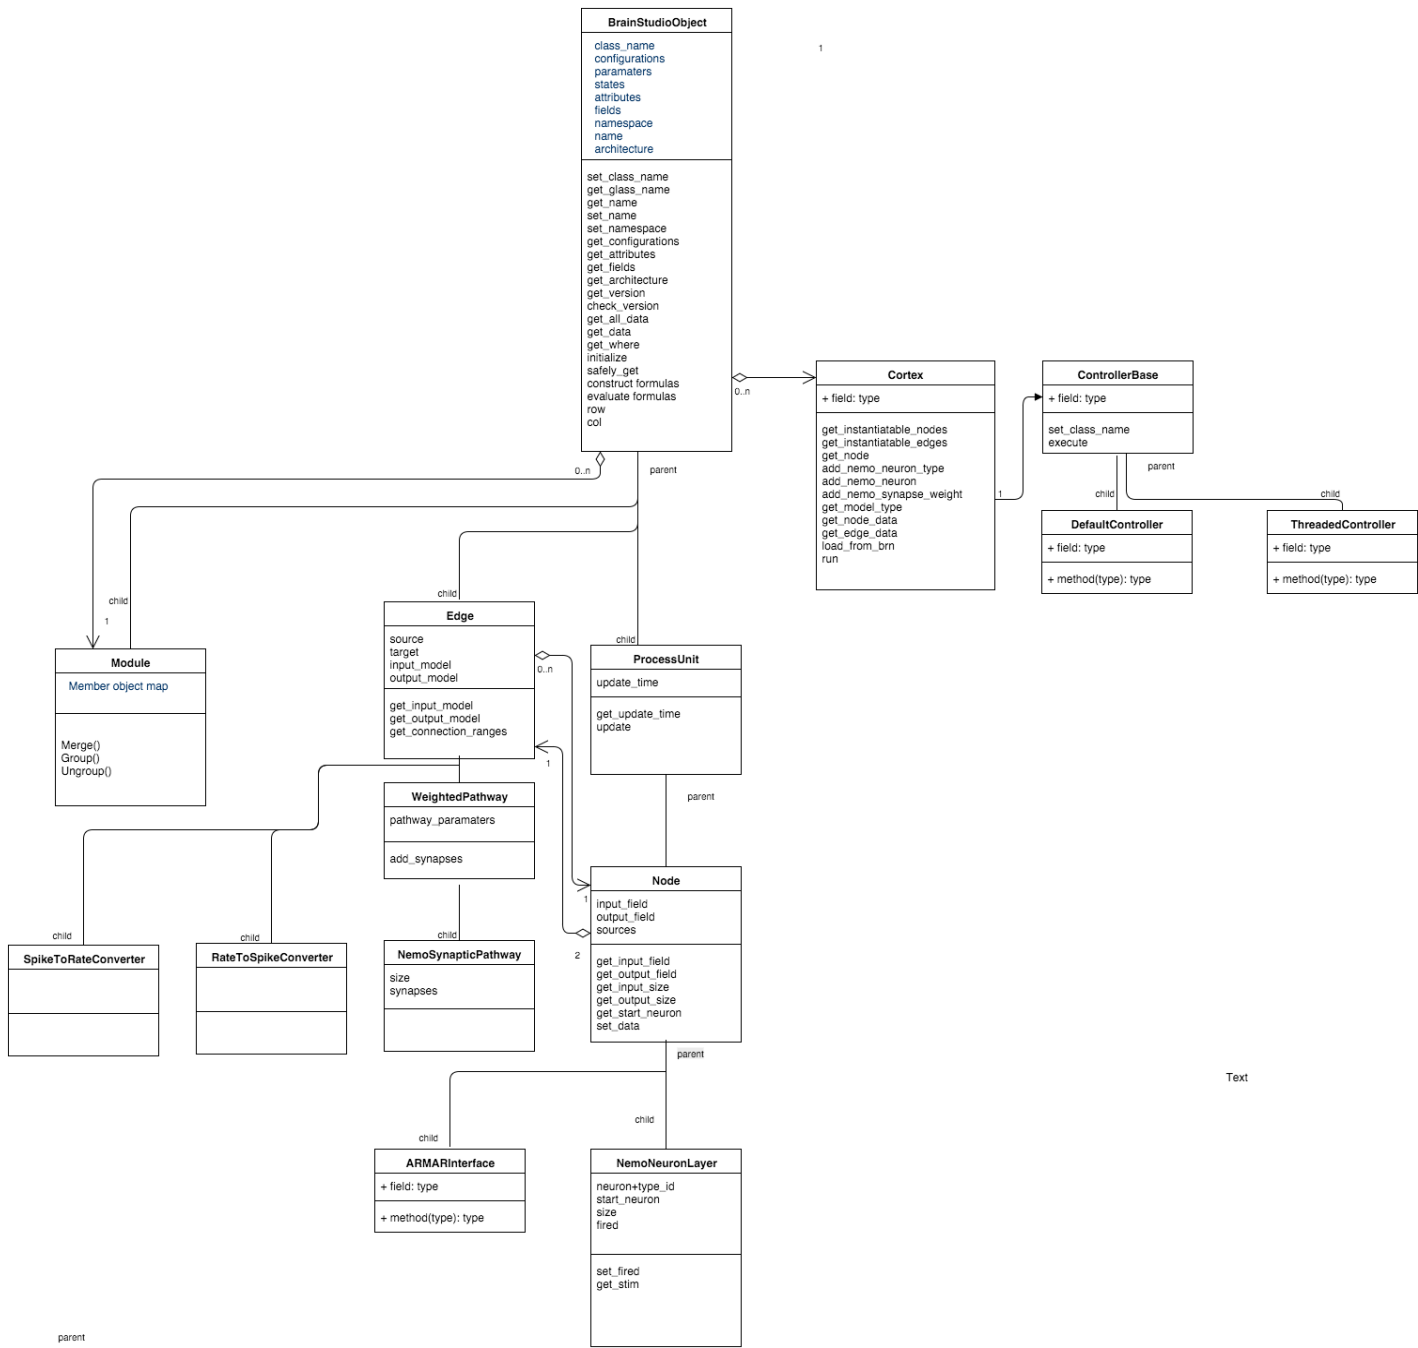 BrainStudioObject
class_name
configurations
paramaters
states
attributes
fields
namespace
name
architecture
set_class_name
get_glass_name
get_name
set_name
set_namespace
get_configurations
get_attributes
get_fields
get_architecture
get_version
check_version
get_all_data
get_data
get_where
initialize
safely_get
construct formulas
evaluate formulas
row
col
1
0..n
Cortex
+ field: type
get_instantiatable_nodes
get_instantiatable_edges
get_node
add_nemo_neuron_type
add_nemo_neuron
add_nemo_synapse_weight
get_model_type
get_node_data
get_edge_data
load_from_brn
run
1
ControllerBase
+ field: type
set_class_name
execute
parent
child
child
DefaultController
+ field: type
+ method(type): type
ThreadedController
+ field: type
+ method(type): type
0..n
parent
child
1
Module
Member object map
Merge()
Group()
Ungroup()
child
Edge
source
target
input_model
output_model
get_input_model
get_output_model
get_connection_ranges
0..n
1
child
ProcessUnit
update_time
get_update_time
update
parent
WeightedPathway
pathway_paramaters
add_synapses
Node
input_field
output_field
sources
get_input_field
get_output_field
get_input_size
get_output_size
get_start_neuron
set_data
1
2
child
SpikeToRateConverter
child
RateToSpikeConverter
child
NemoSynapticPathway
size
synapses
parent
child
ARMARInterface
+ field: type
+ method(type): type
child
NemoNeuronLayer
neuron+type_id
start_neuron
size
fired
set_fired
get_stim
Text
parent